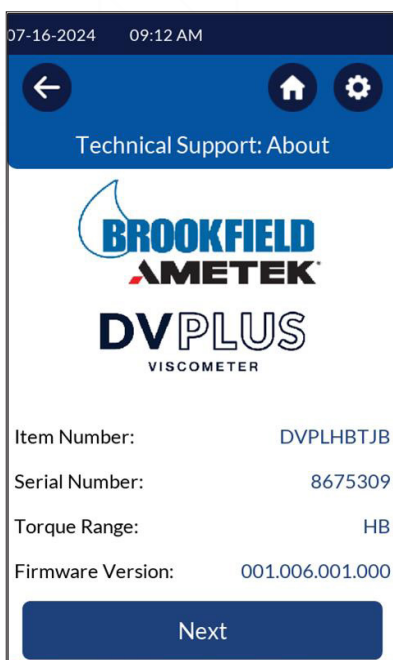 07-16-2024 09:12 AM
Technical Support: About
BROOKFIELD
AMETEK
DVPLUS
VISCOMETER
Item Number: DVPLHBTJB
Serial Number: 8675309
Torque Range: HB
Firmware Version: 001.006.001.000
Next